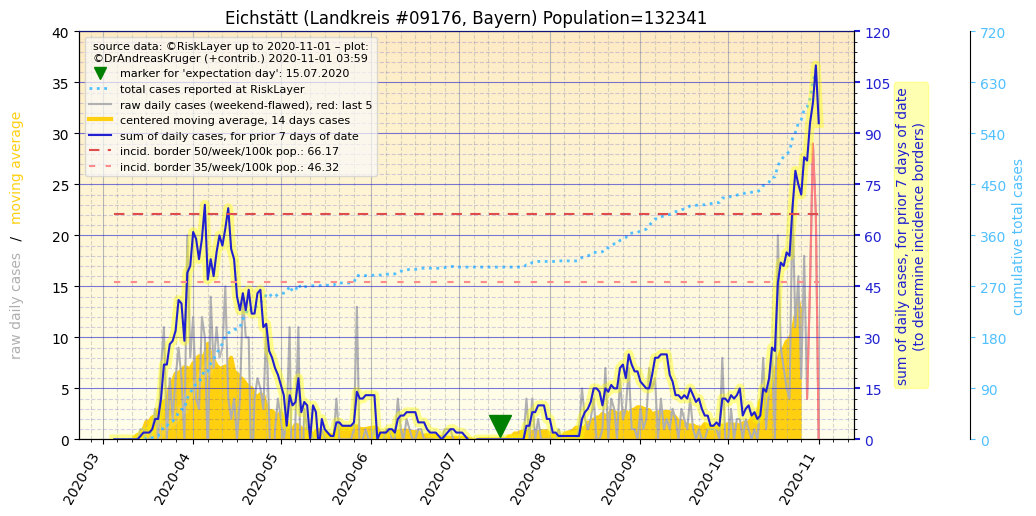 Eichstätt (Landkreis #09176, Bayern) Population=132341
source data: ©RiskLayer up to 2020-11-01 – plot:
©DrAndreasKruger (+contrib.) 2020-11-01 03:59
marker for 'expectation day': 15.07.2020
total cases reported at RiskLayer
raw daily cases (weekend-flawed), red: last 5
centered moving average, 14 days cases
sum of daily cases, for prior 7 days of date
incid. border 50/week/100k pop.: 66.17
incid. border 35/week/100k pop.: 46.32
raw daily cases / moving average
40
35
30
25
20
15
10
5
0
120
105
90
75
60
45
30
15
0
sum of daily cases, for prior 7 days of date
(to determine incidence borders)
720
630
540
450
360
270
180
90
0
cumulative total cases
2020-03
2020-04
2020-05
2020-06
2020-07
2020-08
2020-09
2020-10
2020-11